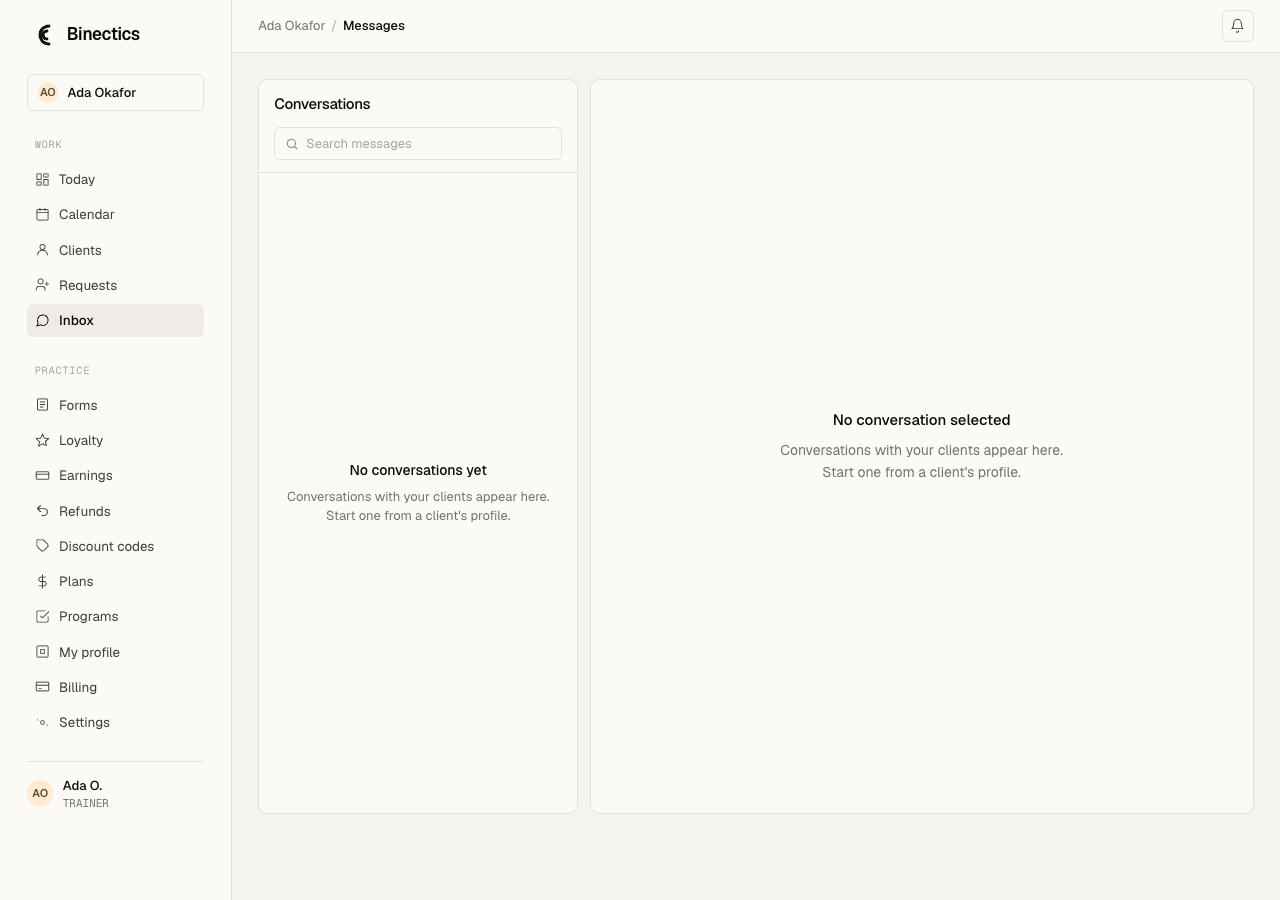 Binectics
AO Ada Okafor
WORK
Today
Calendar
Clients
Requests
Inbox
PRACTICE
Forms
Loyalty
Earnings
Refunds
Discount codes
Plans
Programs
My profile
Billing
Settings
AO Ada O.
TRAINER
Ada Okafor / Messages
Conversations
Search messages
No conversations yet
Conversations with your clients appear here.
Start one from a client's profile.
No conversation selected
Conversations with your clients appear here.
Start one from a client's profile.